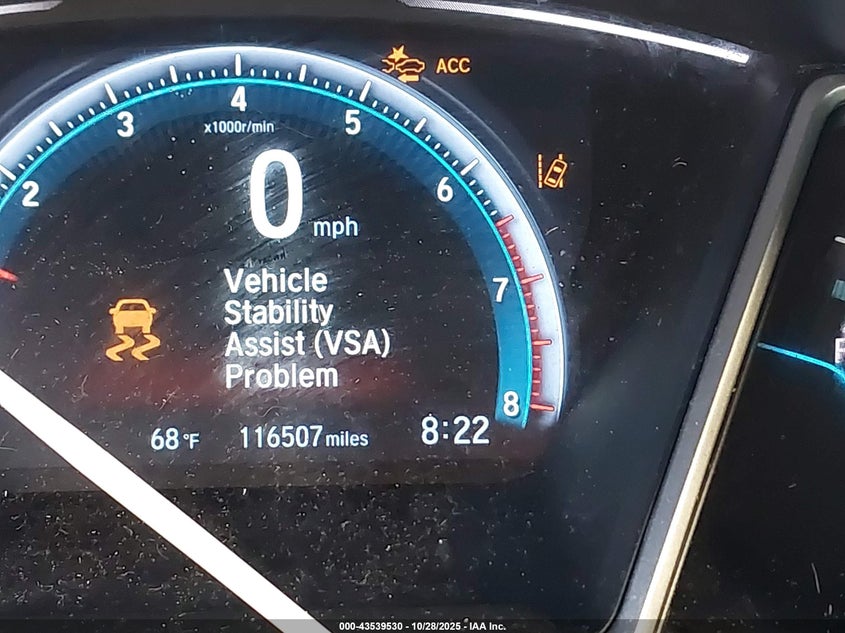 ACC
2 3 4 5 6 7 8
x1000r/min
0 mph
Vehicle
Stability
Assist (VSA)
Problem
68°F 116507 miles 8:22
000-43539530 - 10/28/2025 - IAA Inc.